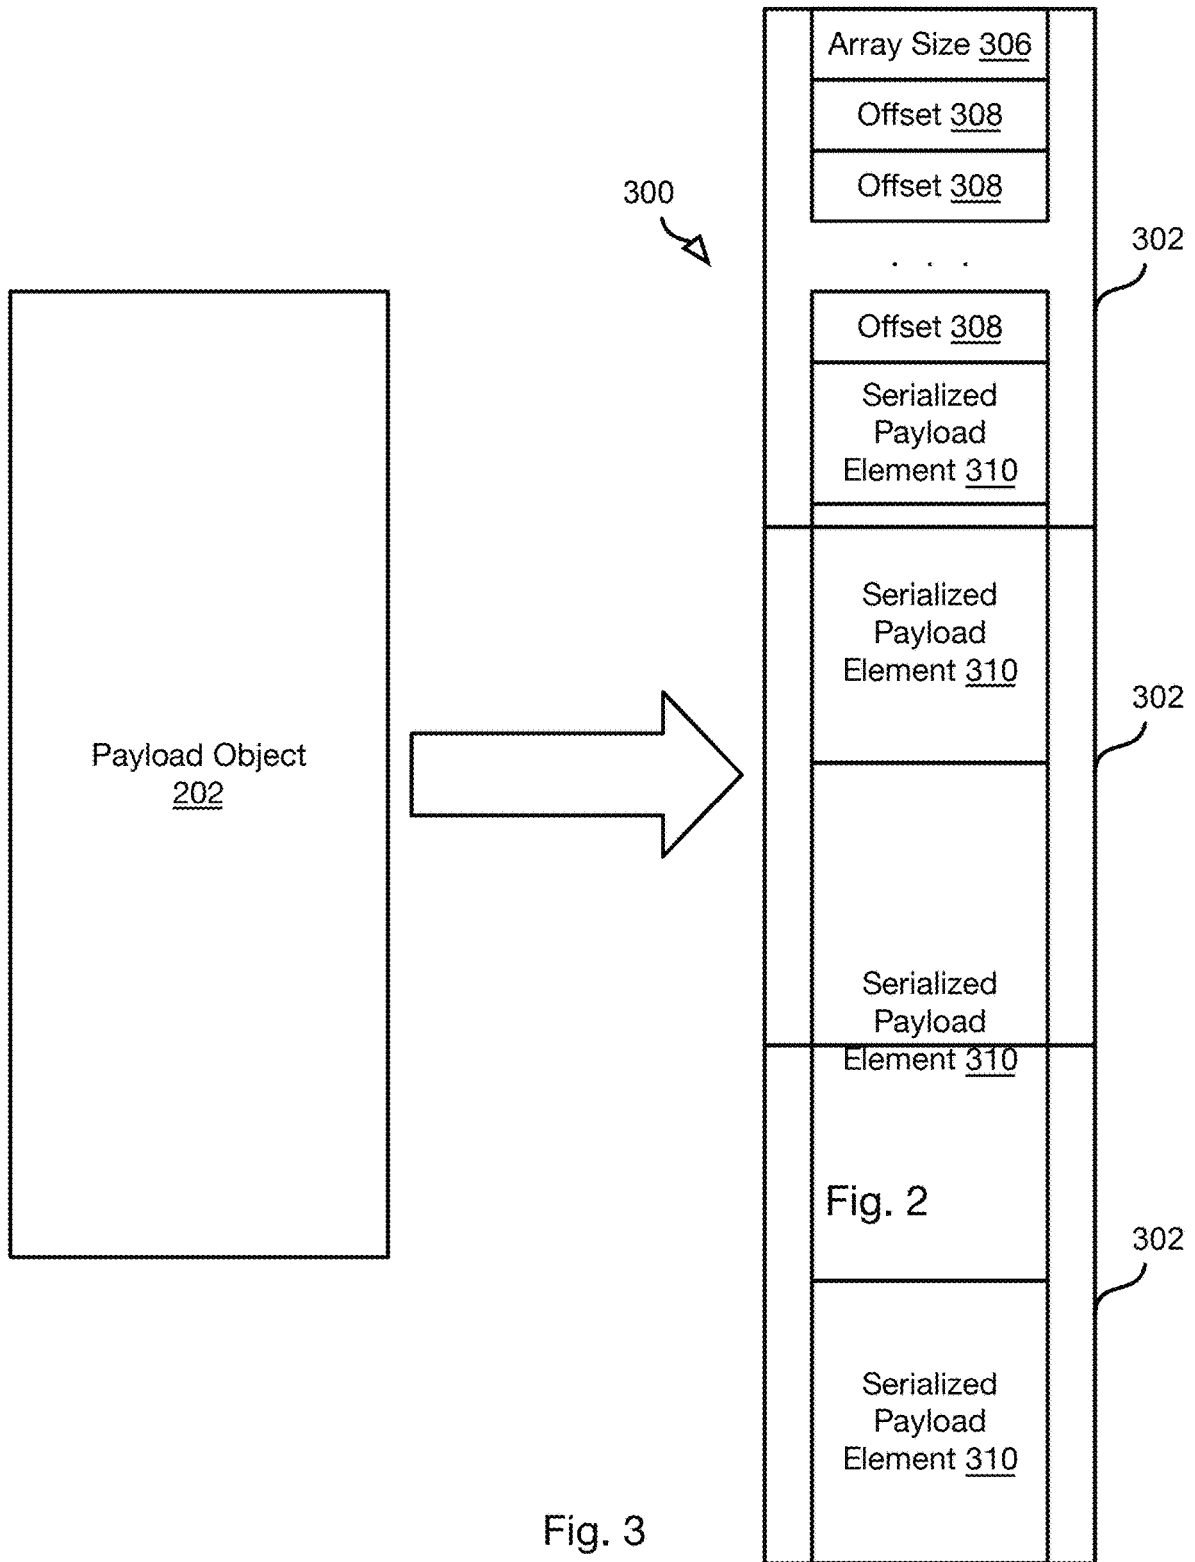 Array Size 306
Offset 308
Offset 308
300
302
. . .
Offset 308
Serialized
Payload
Element 310
Serialized
Payload
Element 310
302
Payload Object
202
Serialized
Payload
Element 310
Fig. 2
302
Serialized
Payload
Element 310
Fig. 3